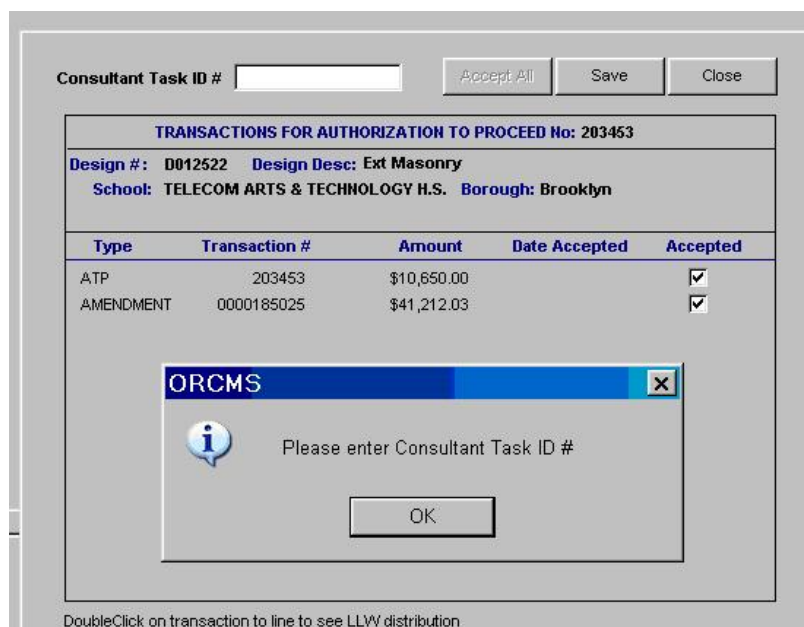 Consultant Task ID # Accept All Save Close
TRANSACTIONS FOR AUTHORIZATION TO PROCEED No: 203453
Design #: D012522 Design Desc: Ext Masonry
School: TELECOM ARTS & TECHNOLOGY H.S. Borough: Brooklyn
Type Transaction # Amount Date Accepted Accepted
ATP 203453 $10,650.00
AMENDMENT 0000185025 $41,212.03
ORCMS
Please enter Consultant Task ID #
OK
DoubleClick on transaction to line to see LLW distribution